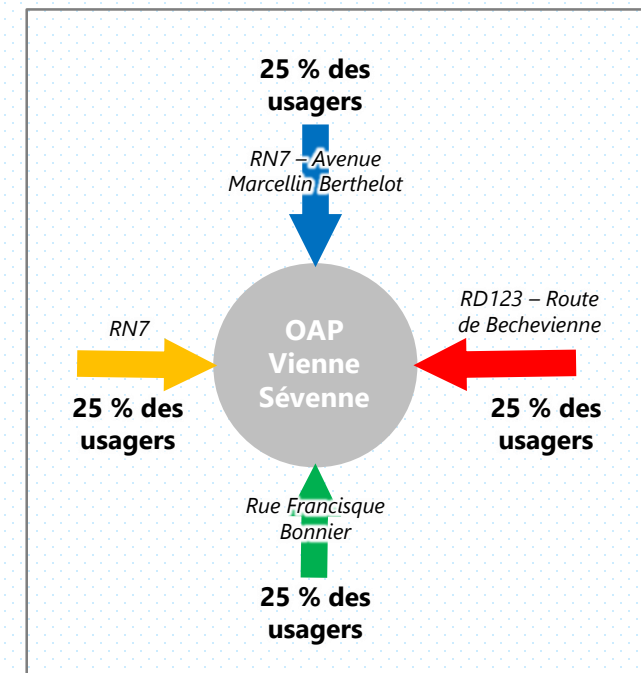 25 % des
usagers
RN7 – Avenue
Marcellin Berthelot
RN7
25 % des
usagers
OAP
Vienne
Sévenne
RD123 – Route
de Bechevienne
25 % des
usagers
Rue Francisque
Bonnier
25 % des
usagers